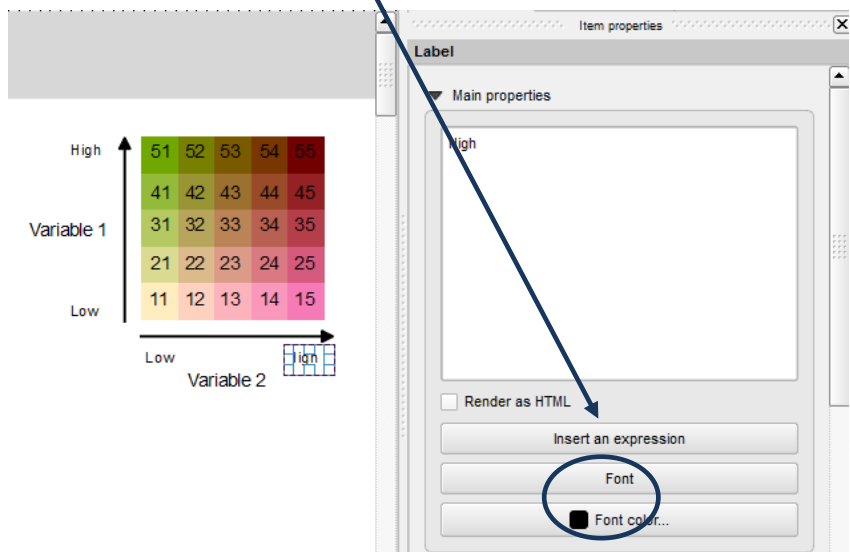 Item properties
Label
Main properties
High
High
51 52 53 54 55
41 42 43 44 45
Variable 1
31 32 33 34 35
21 22 23 24 25
Low
11 12 13 14 15
Low
Variable 2
Render as HTML
Insert an expression
Font
Font color...